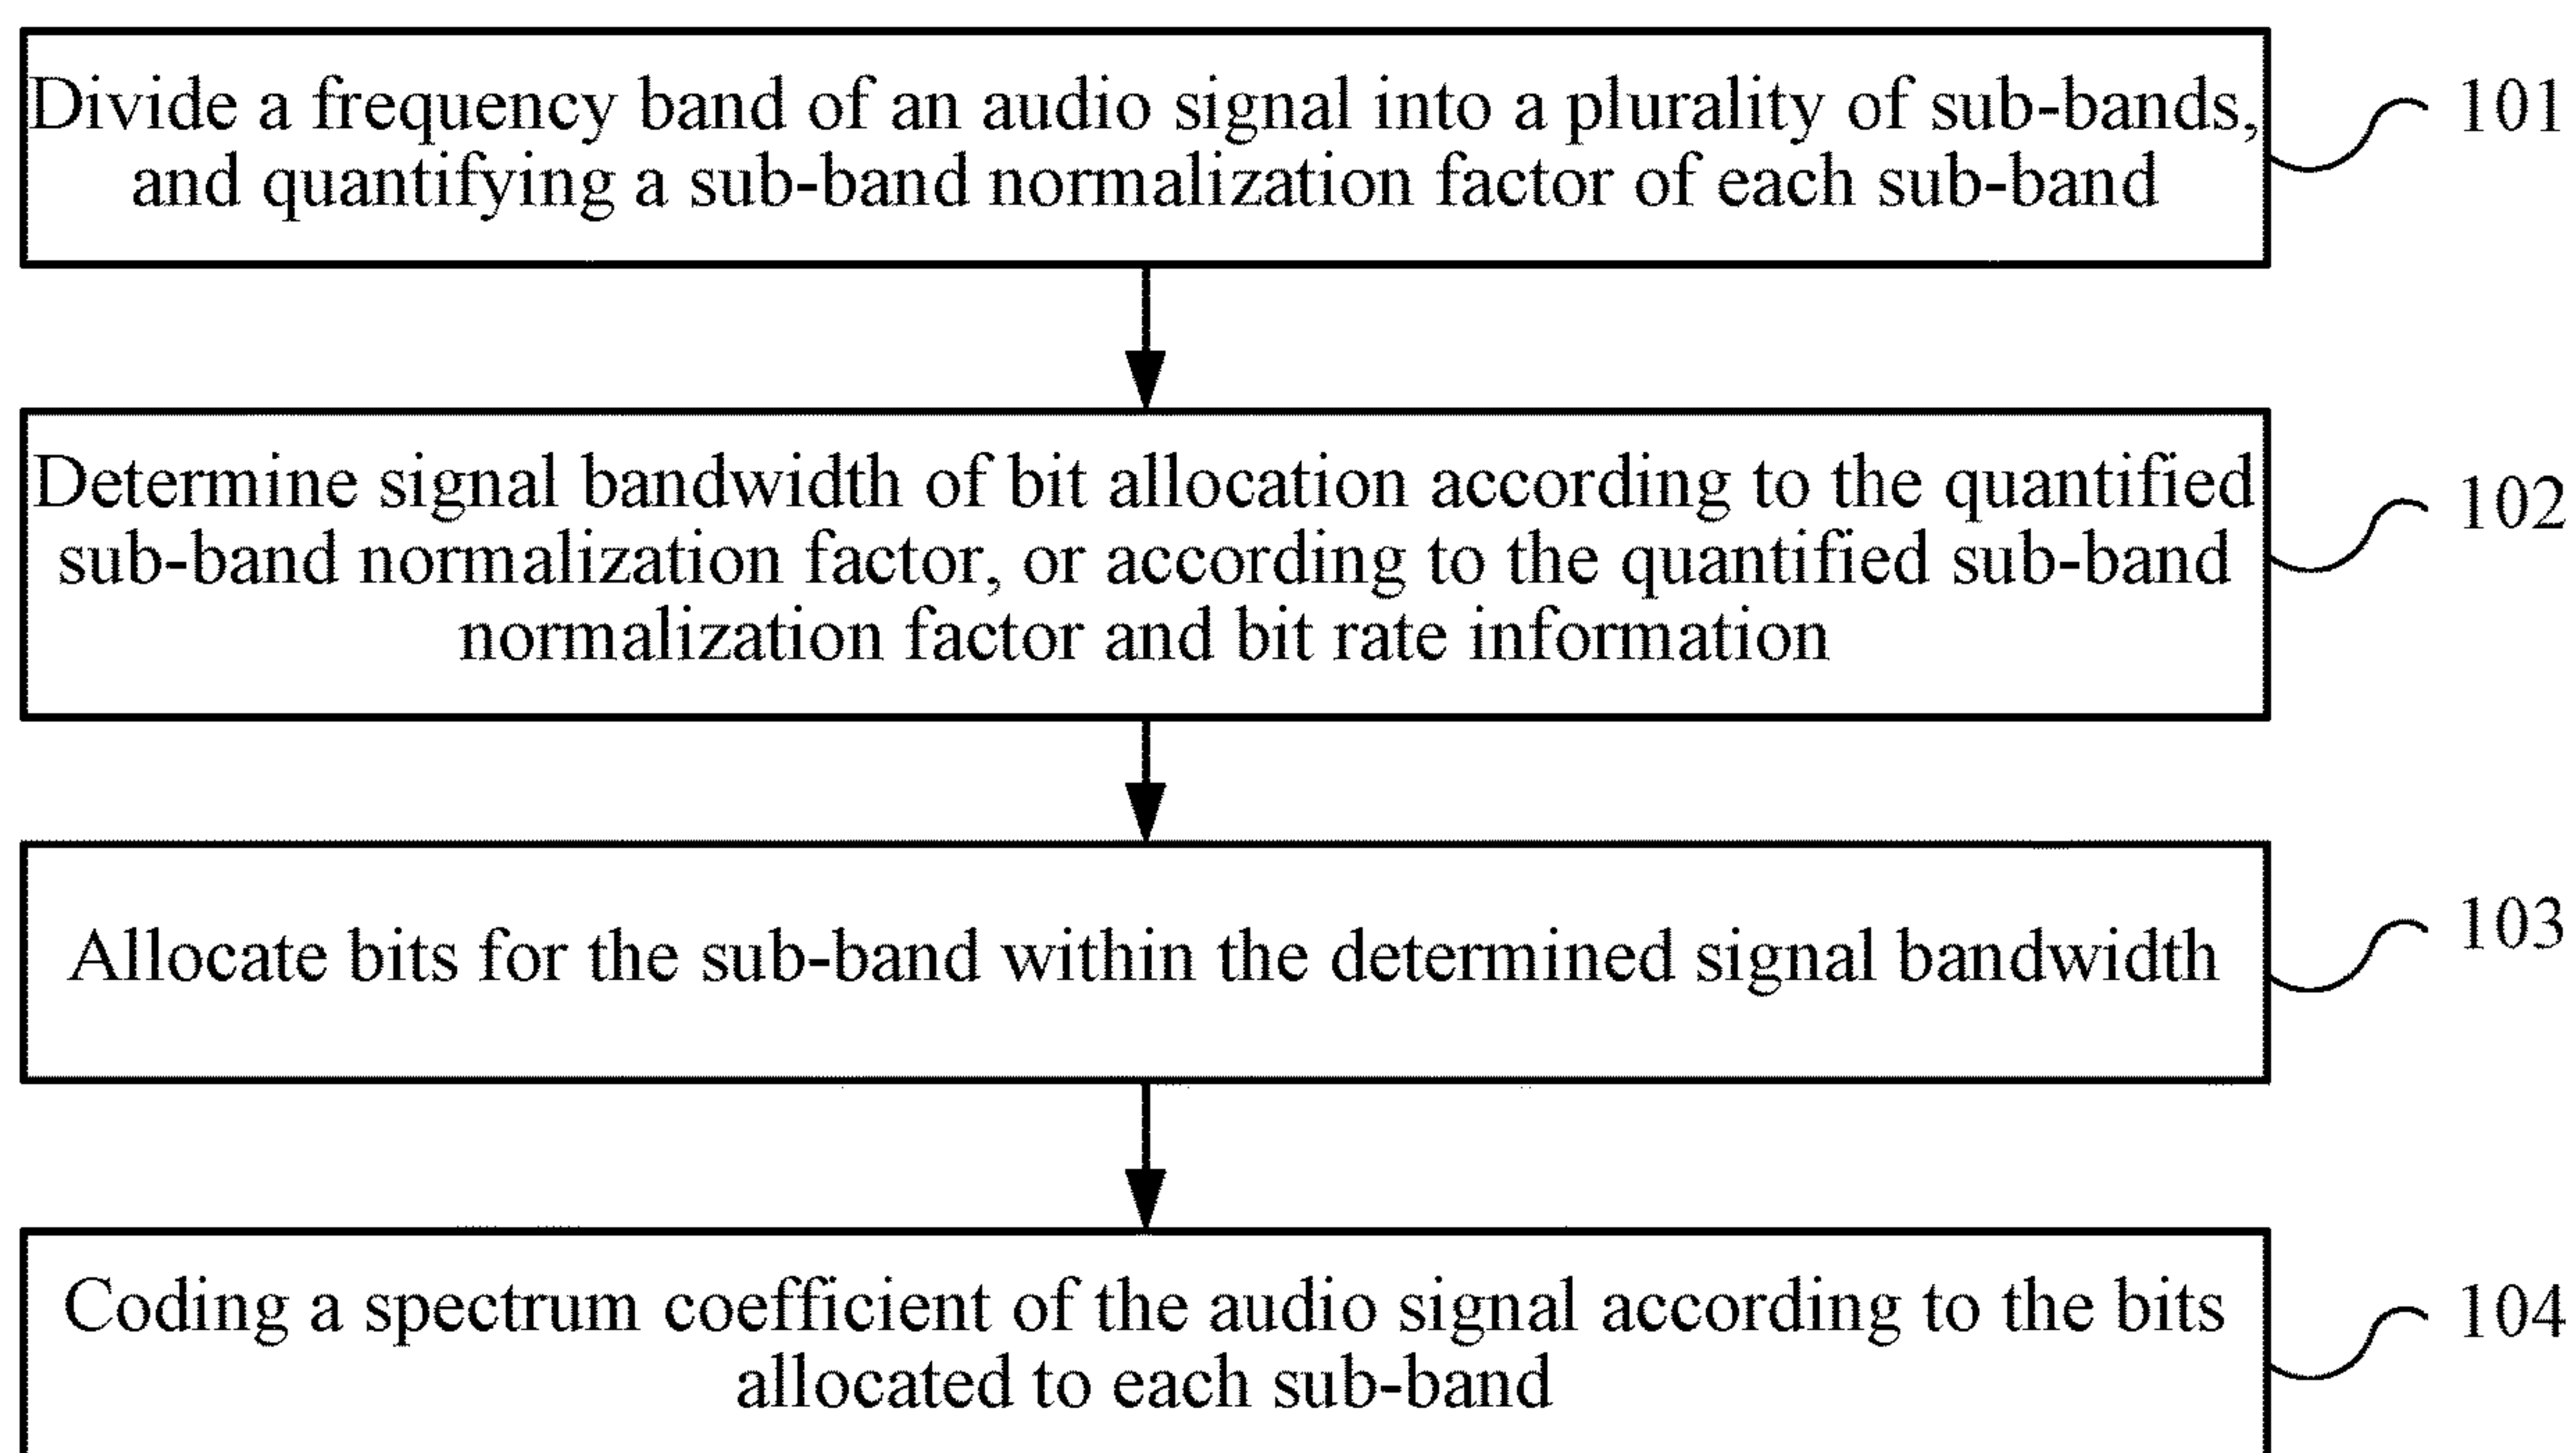 Divide a frequency band of an audio signal into a plurality of sub-bands,
and quantifying a sub-band normalization factor of each sub-band
101
Determine signal bandwidth of bit allocation according to the quantified
sub-band normalization factor, or according to the quantified sub-band
normalization factor and bit rate information
102
Allocate bits for the sub-band within the determined signal bandwidth
103
Coding a spectrum coefficient of the audio signal according to the bits
allocated to each sub-band
104